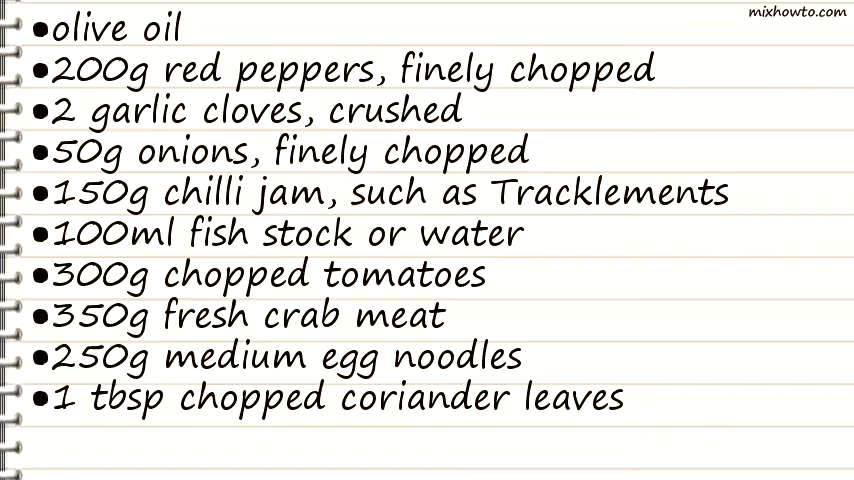 mixhowto.com
•olive oil
•200g red peppers, finely chopped
•2 garlic cloves, crushed
•50g onions, finely chopped
•150g chilli jam, such as Tracklements
•100ml fish stock or water
•300g chopped tomatoes
•350g fresh crab meat
•250g medium egg noodles
•1 tbsp chopped coriander leaves